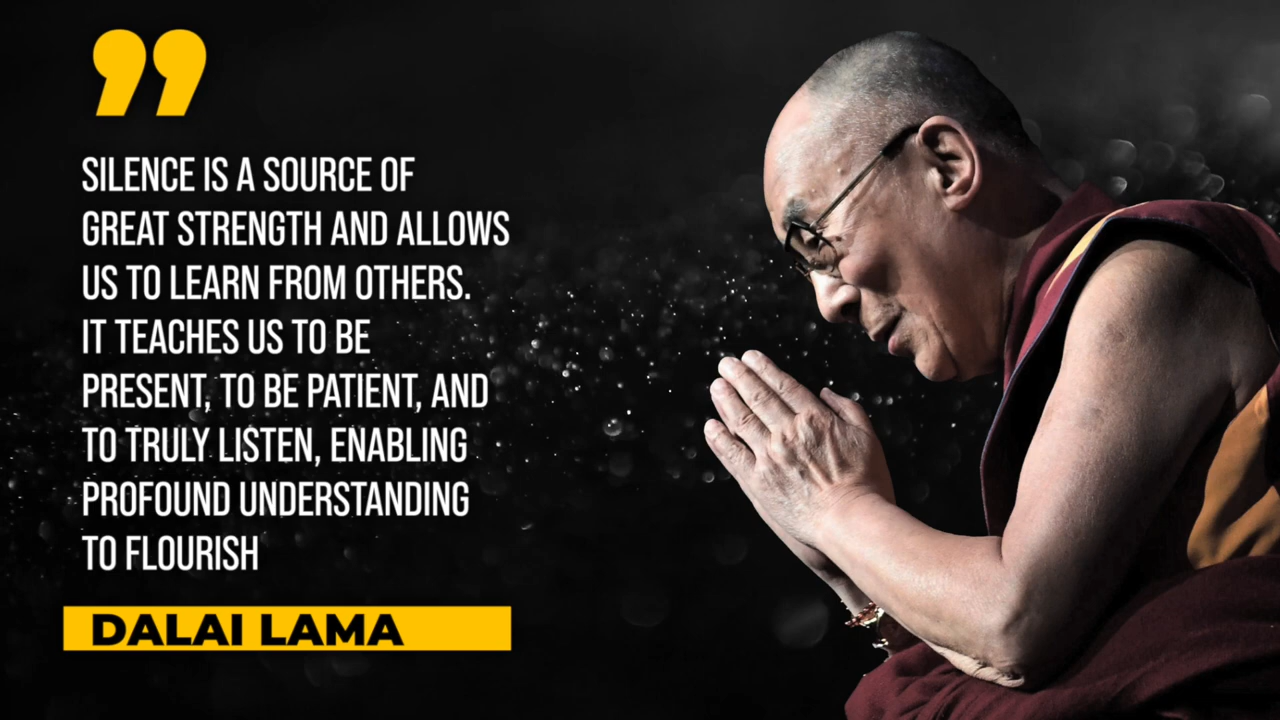 ”
SILENCE IS A SOURCE OF
GREAT STRENGTH AND ALLOWS
US TO LEARN FROM OTHERS.
IT TEACHES US TO BE
PRESENT, TO BE PATIENT, AND
TO TRULY LISTEN, ENABLING
PROFOUND UNDERSTANDING
TO FLOURISH
DALAI LAMA